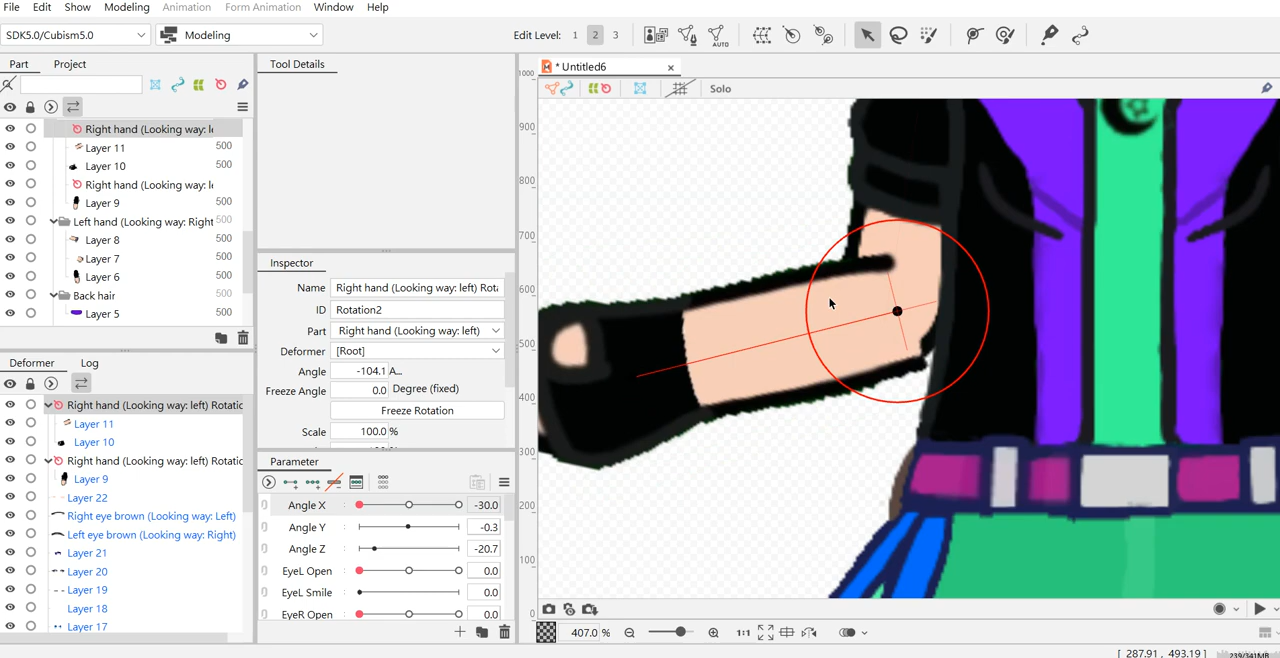 File Edit Show Modeling Animation Form Animation Window Help
SDK5.0/Cubism5.0 Modeling Edit Level: 1 2 3 AUTO
Part Project
Tool Details
* Untitled6
Solo
Right hand (Looking way: l
Layer 11 500
Layer 10 500
Right hand (Looking way: l
Layer 9 500
Left hand (Looking way: Right 500
Layer 8 500
Layer 7 500
Layer 6 500
Back hair 500
Layer 5 500
Deformer Log
Right hand (Looking way: left) Rotatic
Layer 11
Layer 10
Right hand (Looking way: left) Rotatic
Layer 9
Layer 22
Right eye brown (Looking Way: Left)
Left eye brown (Looking Way: Right)
Layer 21
Layer 20
Layer 19
Layer 18
Layer 17
Inspector
Name Right hand (Looking way: left) Rota
ID Rotation2
Part Right hand (Looking way: left)
Deformer [Root]
Angle -104.1 A...
Freeze Angle 0.0 Degree (fixed)
Freeze Rotation
Scale 100.0 %
Parameter
Angle X -30.0
Angle Y -0.3
Angle Z -20.7
EyeL Open 0.0
EyeL Smile 0.0
EyeR Open 0.0
1000
900
800
700
600
500
400
300
200
100
0
407.0 % 1:1
[ 287.91 , 493.19 ] 239/341MB